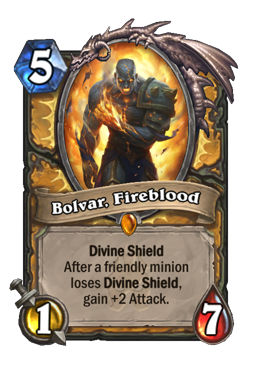 5
Bolvar, Fireblood
Divine Shield
After a friendly minion
loses Divine Shield,
gain +2 Attack.
1
7